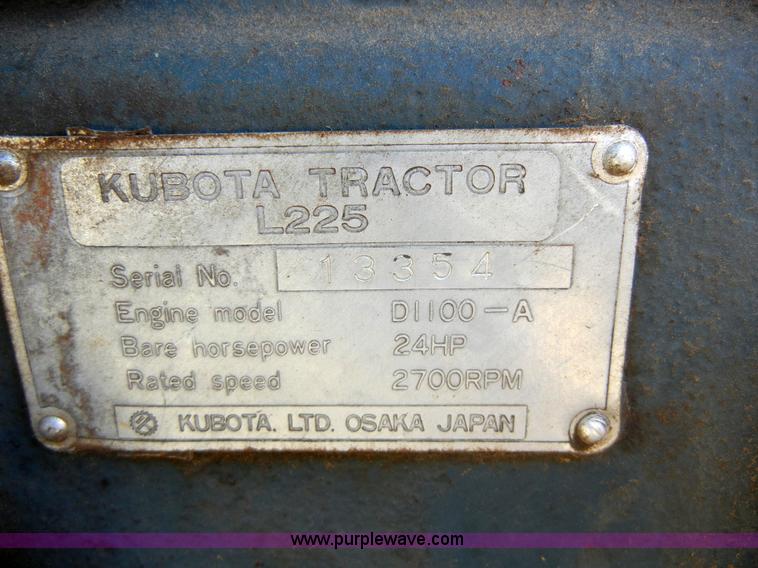 KUBOTA TRACTOR
L225
Serial No. 13354
Engine model D1100-A
Bare horsepower 24HP
Rated speed 2700RPM
KUBOTA. LTD. OSAKA JAPAN
www.purplewave.com